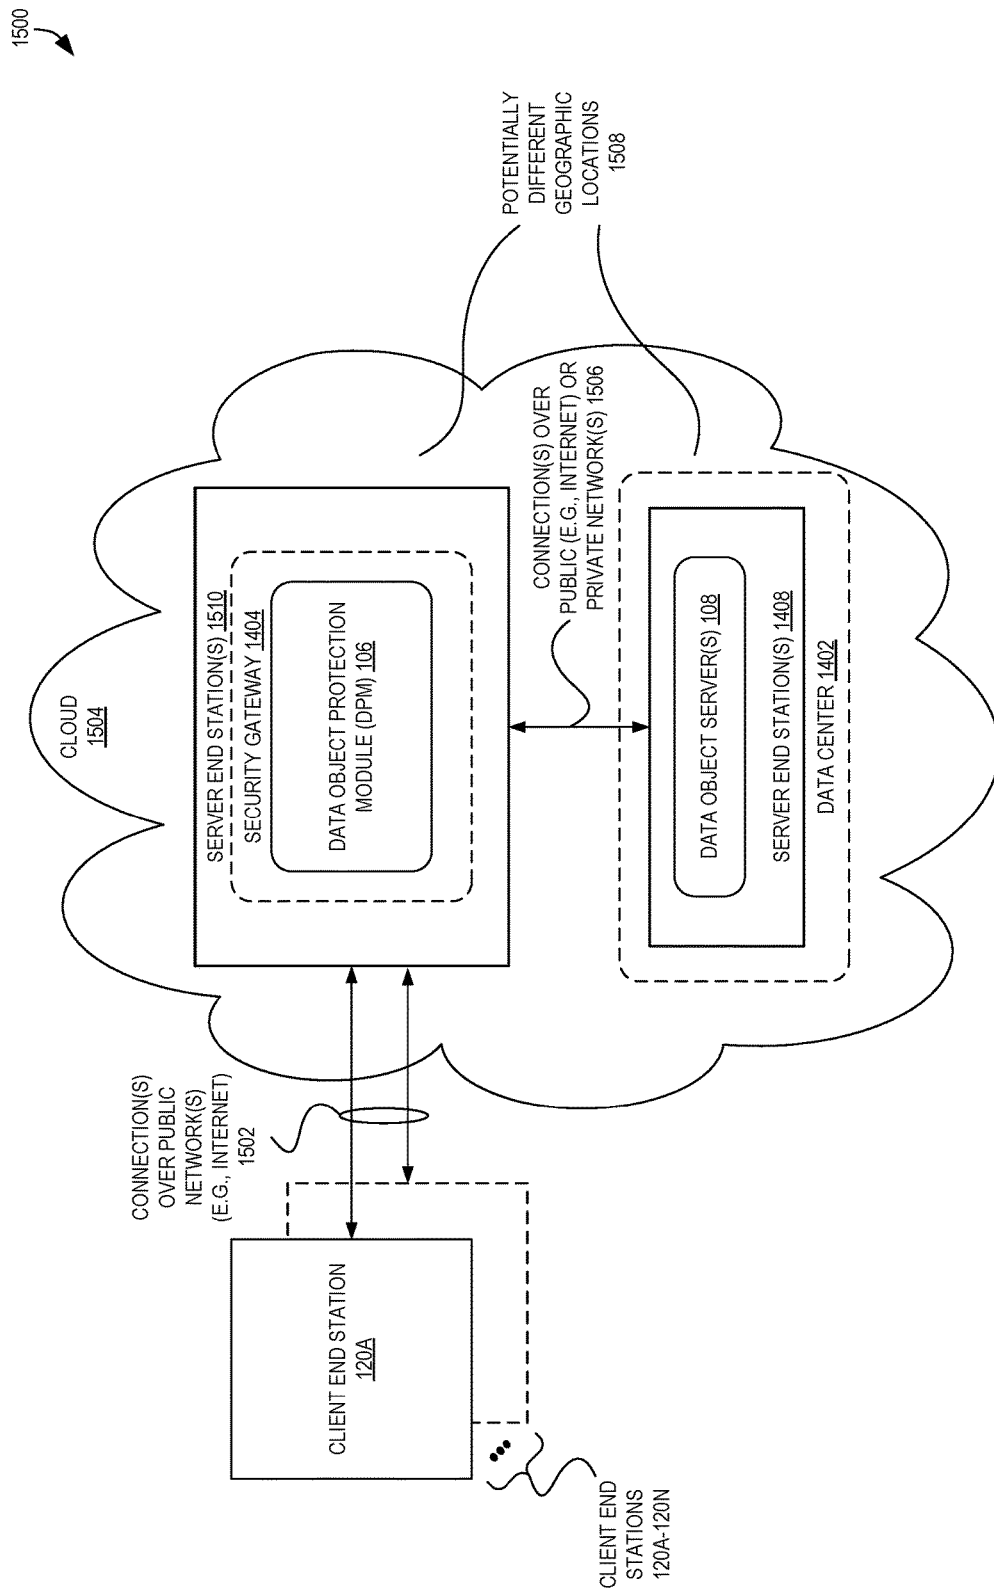 1500
CLOUD
1504
SERVER END STATION(S) 1510
SECURITY GATEWAY 1404
DATA OBJECT PROTECTION
MODULE (DPM) 106
CONNECTION(S)
OVER PUBLIC
NETWORK(S)
(E.G., INTERNET)
1502
CLIENT END STATION
120A
CLIENT END
STATIONS
120A-120N
CONNECTION(S) OVER
PUBLIC (E.G., INTERNET) OR
PRIVATE NETWORK(S) 1506
POTENTIALLY
DIFFERENT
GEOGRAPHIC
LOCATIONS
1508
DATA OBJECT SERVER(S) 108
SERVER END STATION(S) 1408
DATA CENTER 1402